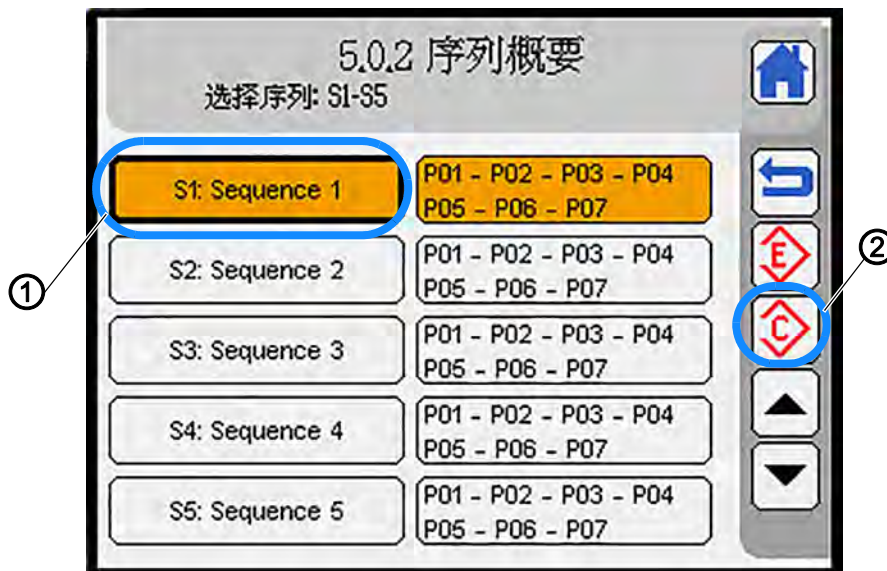 5.0.2 序列概要
选择序列: S1-S5
S1: Sequence 1
P01 - P02 - P03 - P04
P05 - P06 - P07
S2: Sequence 2
P01 - P02 - P03 - P04
P05 - P06 - P07
S3: Sequence 3
P01 - P02 - P03 - P04
P05 - P06 - P07
S4: Sequence 4
P01 - P02 - P03 - P04
P05 - P06 - P07
S5: Sequence 5
P01 - P02 - P03 - P04
P05 - P06 - P07
E
C
①
②